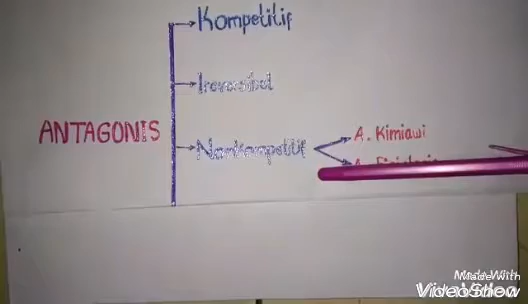 Kompetitif
Ireversibel
ANTAGONIS
Nonkompetitif
A. Kimiawi
A.
Made With
VideoShow